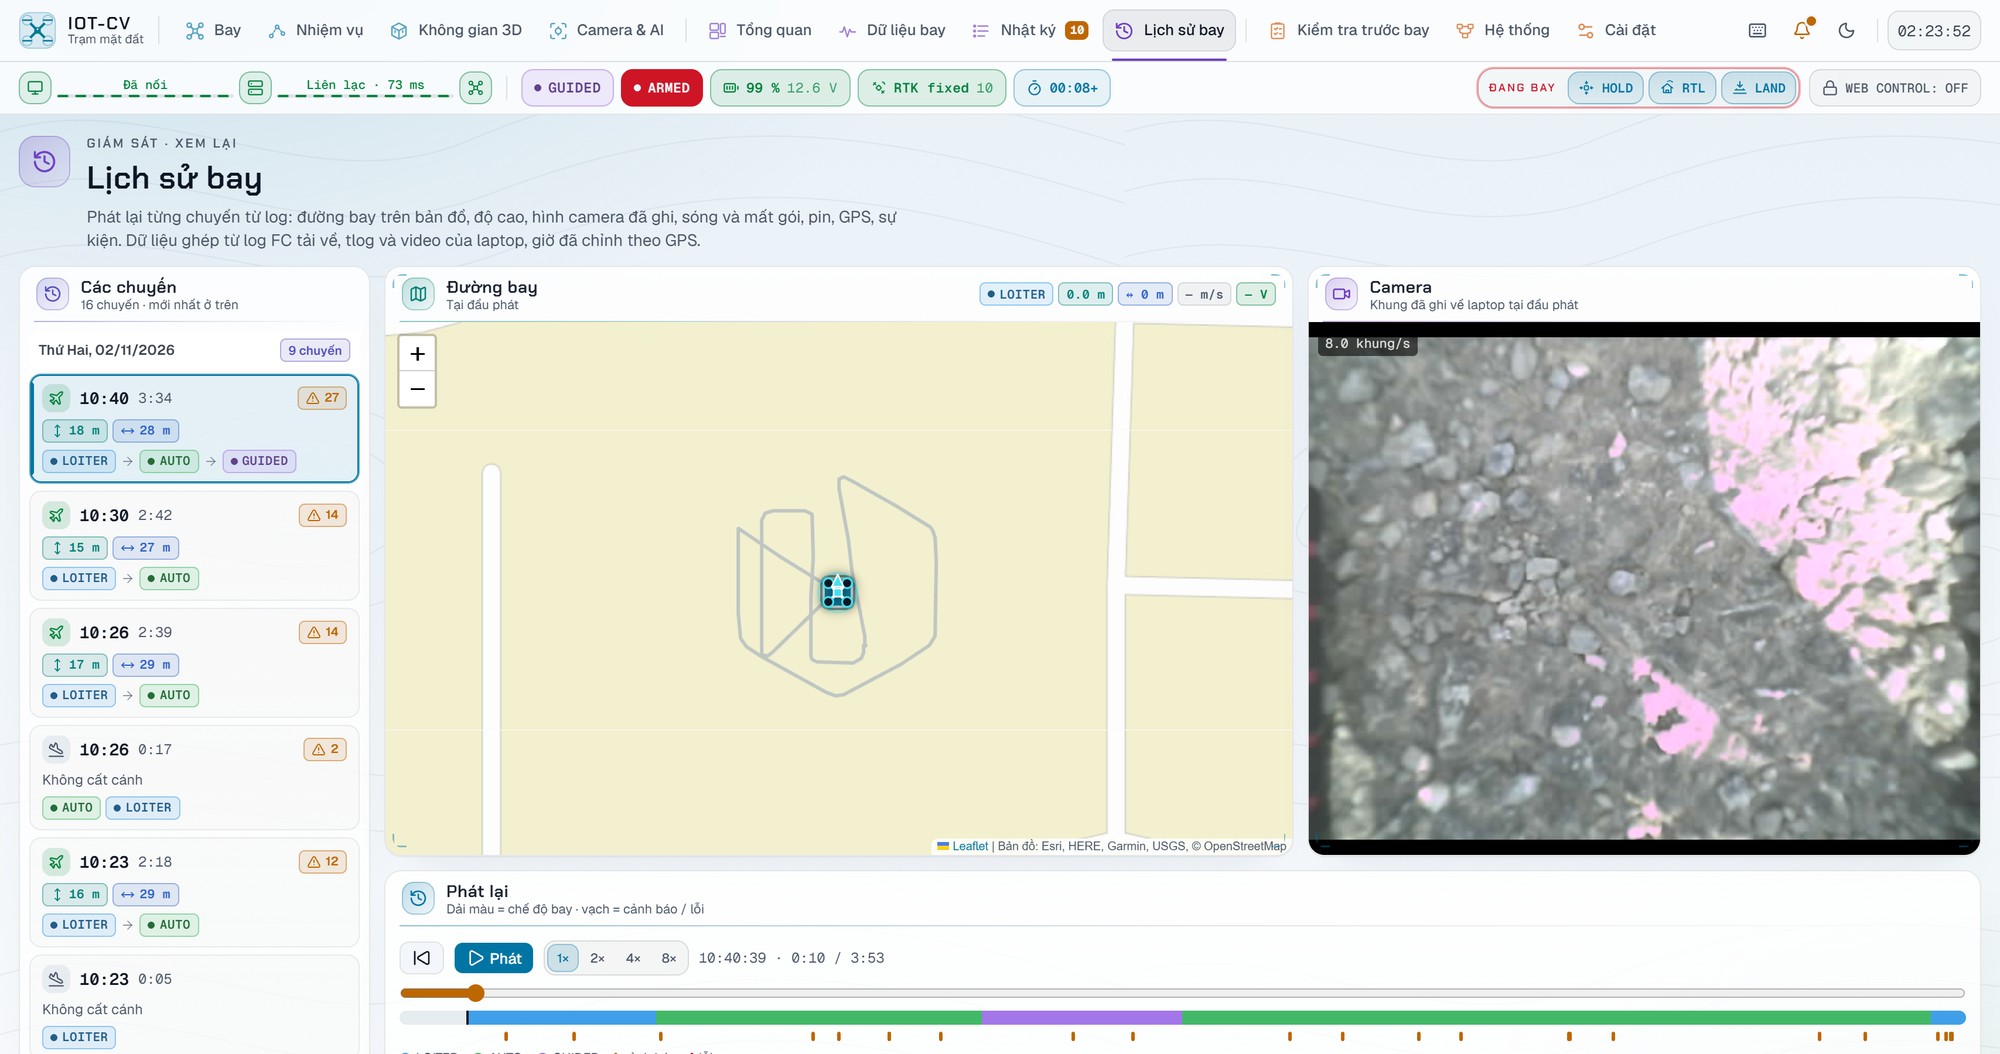 IOT-CV
Trạm mặt đất
Bay
Nhiệm vụ
Không gian 3D
Camera & AI
Tổng quan
Dữ liệu bay
Nhật ký 10
Lịch sử bay
Kiểm tra trước bay
Hệ thống
Cài đặt
02:23:52
Đã nối
Liên lạc · 73 ms
GUIDED
ARMED
99 % 12.6 V
RTK fixed 10
00:08+
ĐANG BAY
HOLD
RTL
LAND
WEB CONTROL: OFF
GIÁM SÁT · XEM LẠI
Lịch sử bay
Phát lại từng chuyến từ log: đường bay trên bản đồ, độ cao, hình camera đã ghi, sóng và mất gói, pin, GPS, sự
kiện. Dữ liệu ghép từ log FC tải về, tlog và video của laptop, giờ đã chỉnh theo GPS.
Các chuyến
16 chuyến · mới nhất ở trên
Thứ Hai, 02/11/2026
9 chuyến
10:40 3:34
27
18 m
28 m
LOITER → AUTO → GUIDED
10:30 2:42
14
15 m
27 m
LOITER → AUTO
10:26 2:39
14
17 m
29 m
LOITER → AUTO
10:26 0:17
2
Không cất cánh
AUTO
LOITER
10:23 2:18
12
16 m
29 m
LOITER → AUTO
10:23 0:05
Không cất cánh
LOITER
Đường bay
Tại đầu phát
LOITER
0.0 m
↔ 0 m
— m/s
— V
+
−
Leaflet | Bản đồ: Esri, HERE, Garmin, USGS, © OpenStreetMap
Camera
Khung đã ghi về laptop tại đầu phát
8.0 khung/s
Phát lại
Dải màu = chế độ bay · vạch = cảnh báo / lỗi
Phát
1×
2×
4×
8×
10:40:39 · 0:10 / 3:53